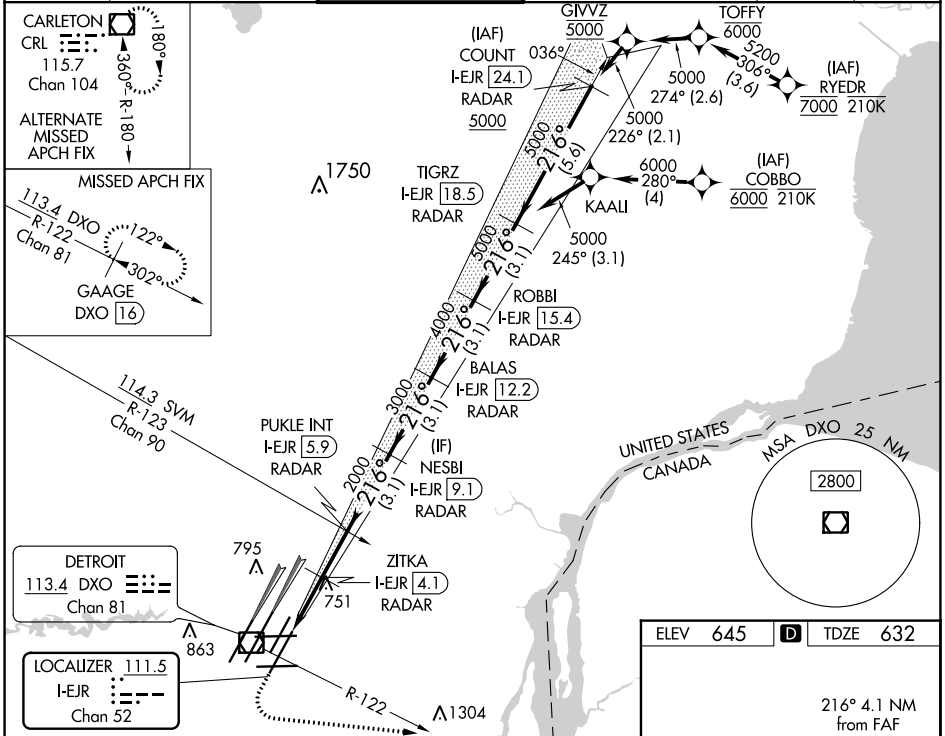 CARLETON
CRL
115.7
Chan 104
180°
360°
R-180
ALTERNATE
MISSED
APCH FIX
MISSED APCH FIX
113.4 DXO
R-122
Chan 81
122°
302°
GAAGE
DXO 16
1750
(IAF)
COUNT
I-EJR 24.1
RADAR
5000
036°
GIVVZ
5000
TOFFY
6000
5200
306°
(3.6)
(IAF)
RYEDR
7000 210K
5000
274° (2.6)
5000
226° (2.1)
5000
216°
(5.6)
TIGRZ
I-EJR 18.5
RADAR
6000
280°
(4)
(IAF)
COBBO
6000 210K
KAALI
5000
245° (3.1)
5000
216°
(3.1)
ROBBI
I-EJR 15.4
RADAR
4000
216°
(3.1)
BALAS
I-EJR 12.2
RADAR
3000
216°
(3.1)
(IF)
NESBI
I-EJR 9.1
RADAR
2000
216°
(3.1)
114.3 SVM
R-123
Chan 90
PUKLE INT
I-EJR 5.9
RADAR
UNITED STATES
CANADA
MSA DXO 25 NM
2800
795
ZITKA
I-EJR 4.1
RADAR
751
DETROIT
113.4 DXO
Chan 81
863
LOCALIZER 111.5
I-EJR
Chan 52
R-122
1304
ELEV 645 D TDZE 632
216° 4.1 NM
from FAF